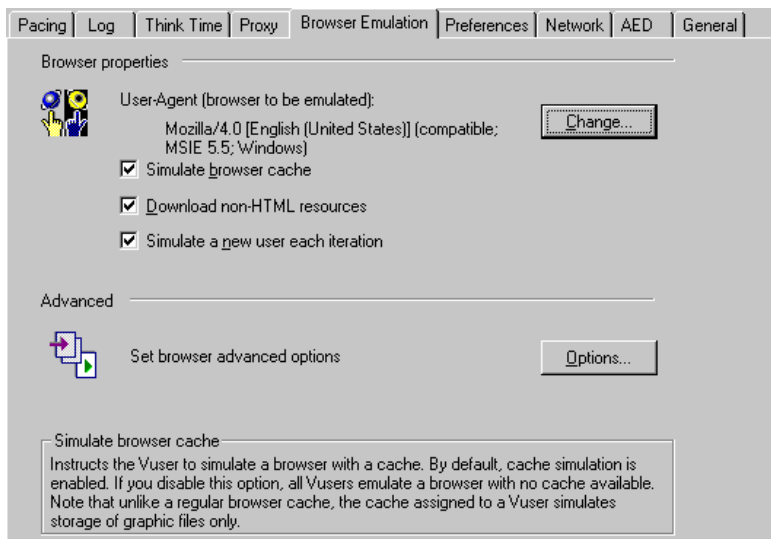 Pacing Log Think Time Proxy Browser Emulation Preferences Network AED General
Browser properties
User-Agent (browser to be emulated):
Mozilla/4.0 [English (United States)] (compatible;
MSIE 5.5; Windows)
Change...
Simulate browser cache
Download non-HTML resources
Simulate a new user each iteration
Advanced
Set browser advanced options
Options...
Simulate browser cache
Instructs the Vuser to simulate a browser with a cache. By default, cache simulation is
enabled. If you disable this option, all Vusers emulate a browser with no cache available.
Note that unlike a regular browser cache, the cache assigned to a Vuser simulates
storage of graphic files only.